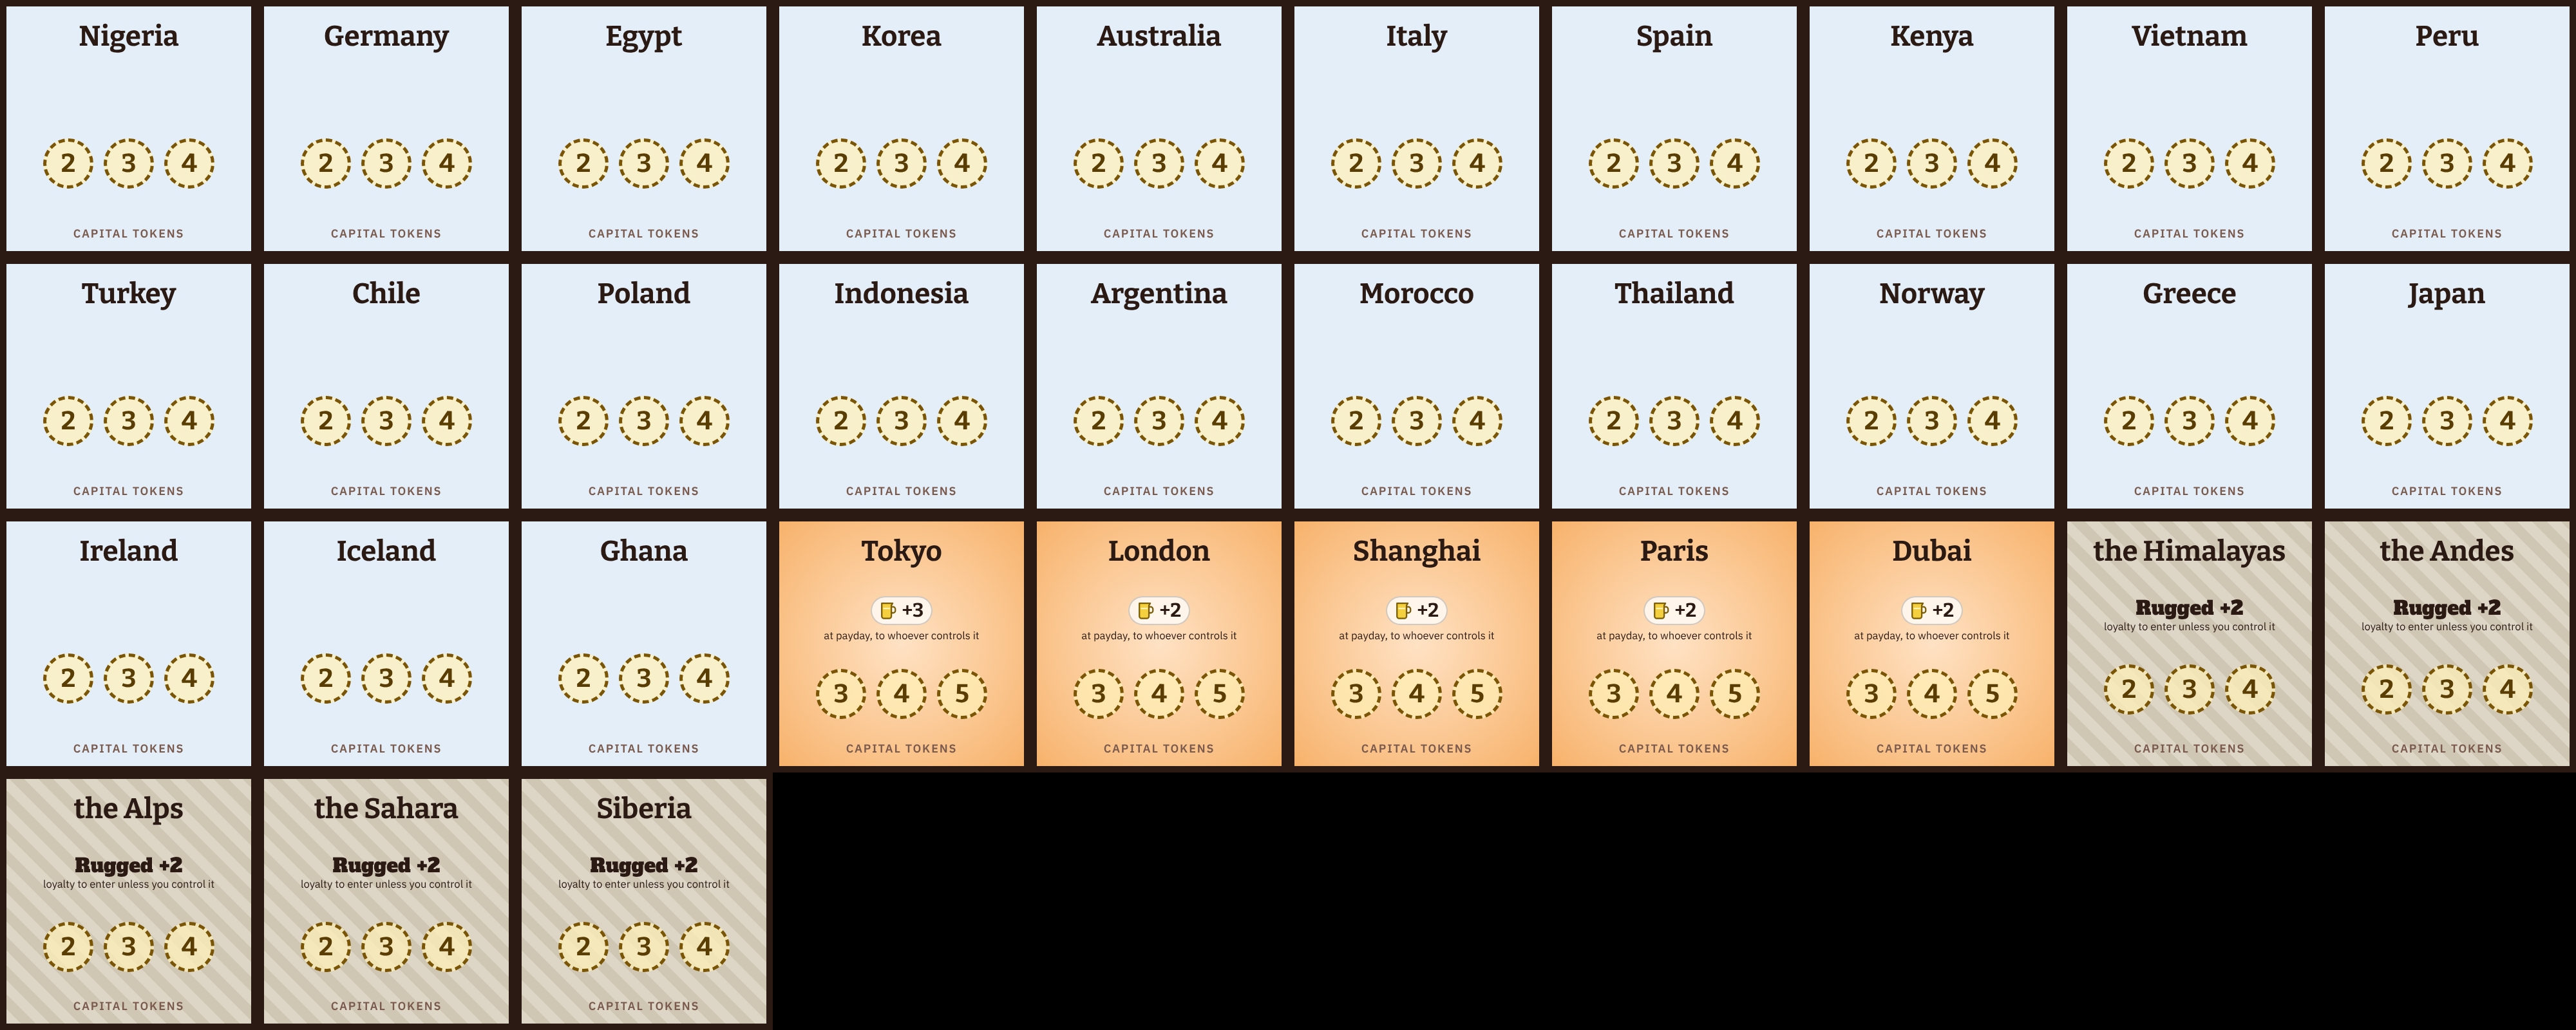 Nigeria
2 3 4
CAPITAL TOKENS
Germany
2 3 4
CAPITAL TOKENS
Egypt
2 3 4
CAPITAL TOKENS
Korea
2 3 4
CAPITAL TOKENS
Australia
2 3 4
CAPITAL TOKENS
Italy
2 3 4
CAPITAL TOKENS
Spain
2 3 4
CAPITAL TOKENS
Kenya
2 3 4
CAPITAL TOKENS
Vietnam
2 3 4
CAPITAL TOKENS
Peru
2 3 4
CAPITAL TOKENS
Turkey
2 3 4
CAPITAL TOKENS
Chile
2 3 4
CAPITAL TOKENS
Poland
2 3 4
CAPITAL TOKENS
Indonesia
2 3 4
CAPITAL TOKENS
Argentina
2 3 4
CAPITAL TOKENS
Morocco
2 3 4
CAPITAL TOKENS
Thailand
2 3 4
CAPITAL TOKENS
Norway
2 3 4
CAPITAL TOKENS
Greece
2 3 4
CAPITAL TOKENS
Japan
2 3 4
CAPITAL TOKENS
Ireland
2 3 4
CAPITAL TOKENS
Iceland
2 3 4
CAPITAL TOKENS
Ghana
2 3 4
CAPITAL TOKENS
Tokyo
+3
at payday, to whoever controls it
3 4 5
CAPITAL TOKENS
London
+2
at payday, to whoever controls it
3 4 5
CAPITAL TOKENS
Shanghai
+2
at payday, to whoever controls it
3 4 5
CAPITAL TOKENS
Paris
+2
at payday, to whoever controls it
3 4 5
CAPITAL TOKENS
Dubai
+2
at payday, to whoever controls it
3 4 5
CAPITAL TOKENS
the Himalayas
Rugged +2
loyalty to enter unless you control it
2 3 4
CAPITAL TOKENS
the Andes
Rugged +2
loyalty to enter unless you control it
2 3 4
CAPITAL TOKENS
the Alps
Rugged +2
loyalty to enter unless you control it
2 3 4
CAPITAL TOKENS
the Sahara
Rugged +2
loyalty to enter unless you control it
2 3 4
CAPITAL TOKENS
Siberia
Rugged +2
loyalty to enter unless you control it
2 3 4
CAPITAL TOKENS